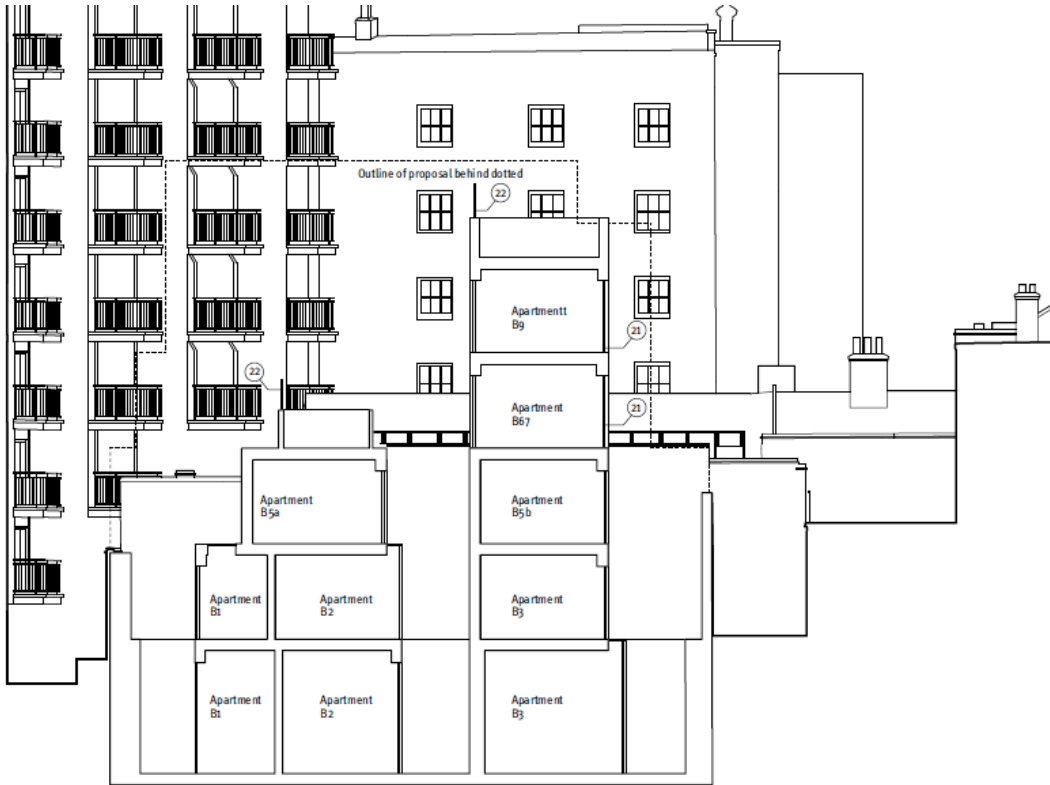 Outline of proposal behind dotted
22
Apartmentt
B9
21
22
Apartment
B67
21
Apartment
B5a
Apartment
B5b
Apartment
B1
Apartment
B2
Apartment
B3
Apartment
B1
Apartment
B2
Apartment
B3